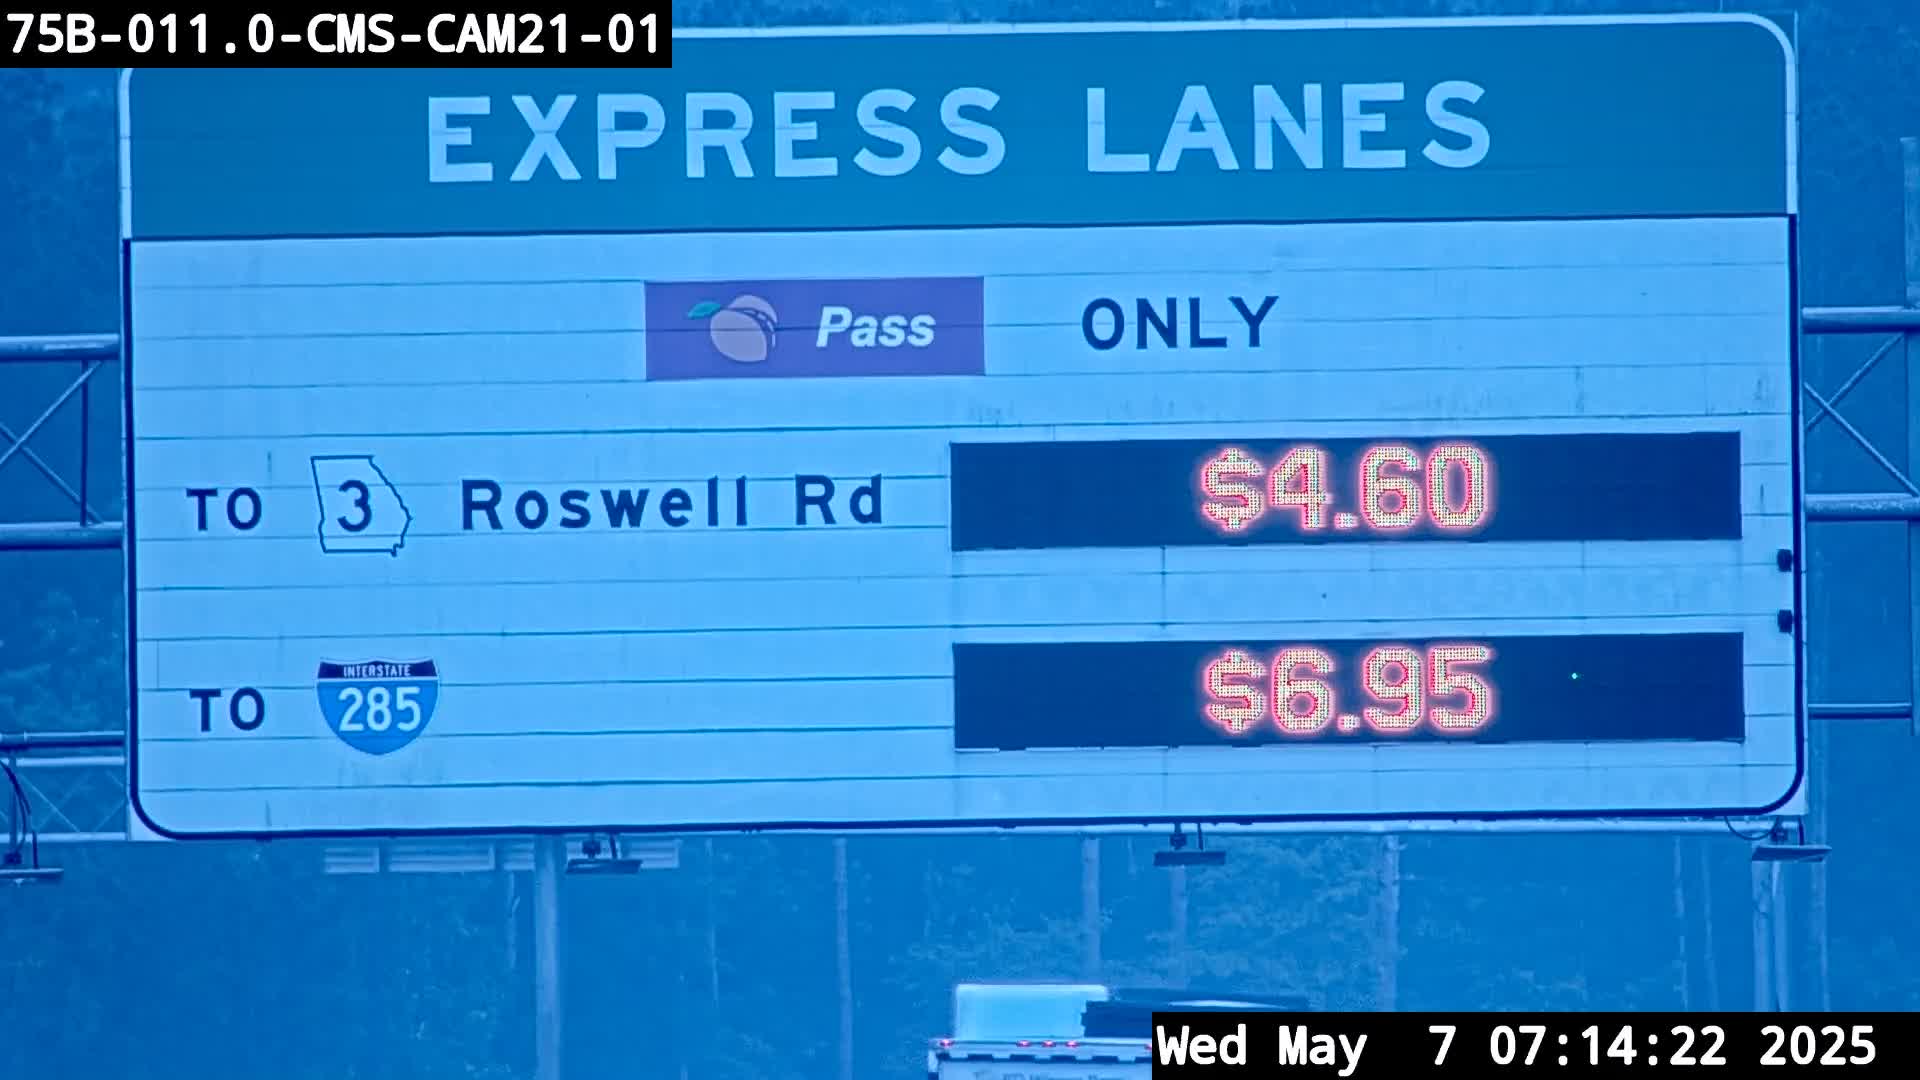 75B-011.0-CMS-CAM21-01
EXPRESS LANES
Pass ONLY
TO 3 Roswell Rd $4.60
INTERSTATE
TO 285 $6.95
Wed May 7 07:14:22 2025